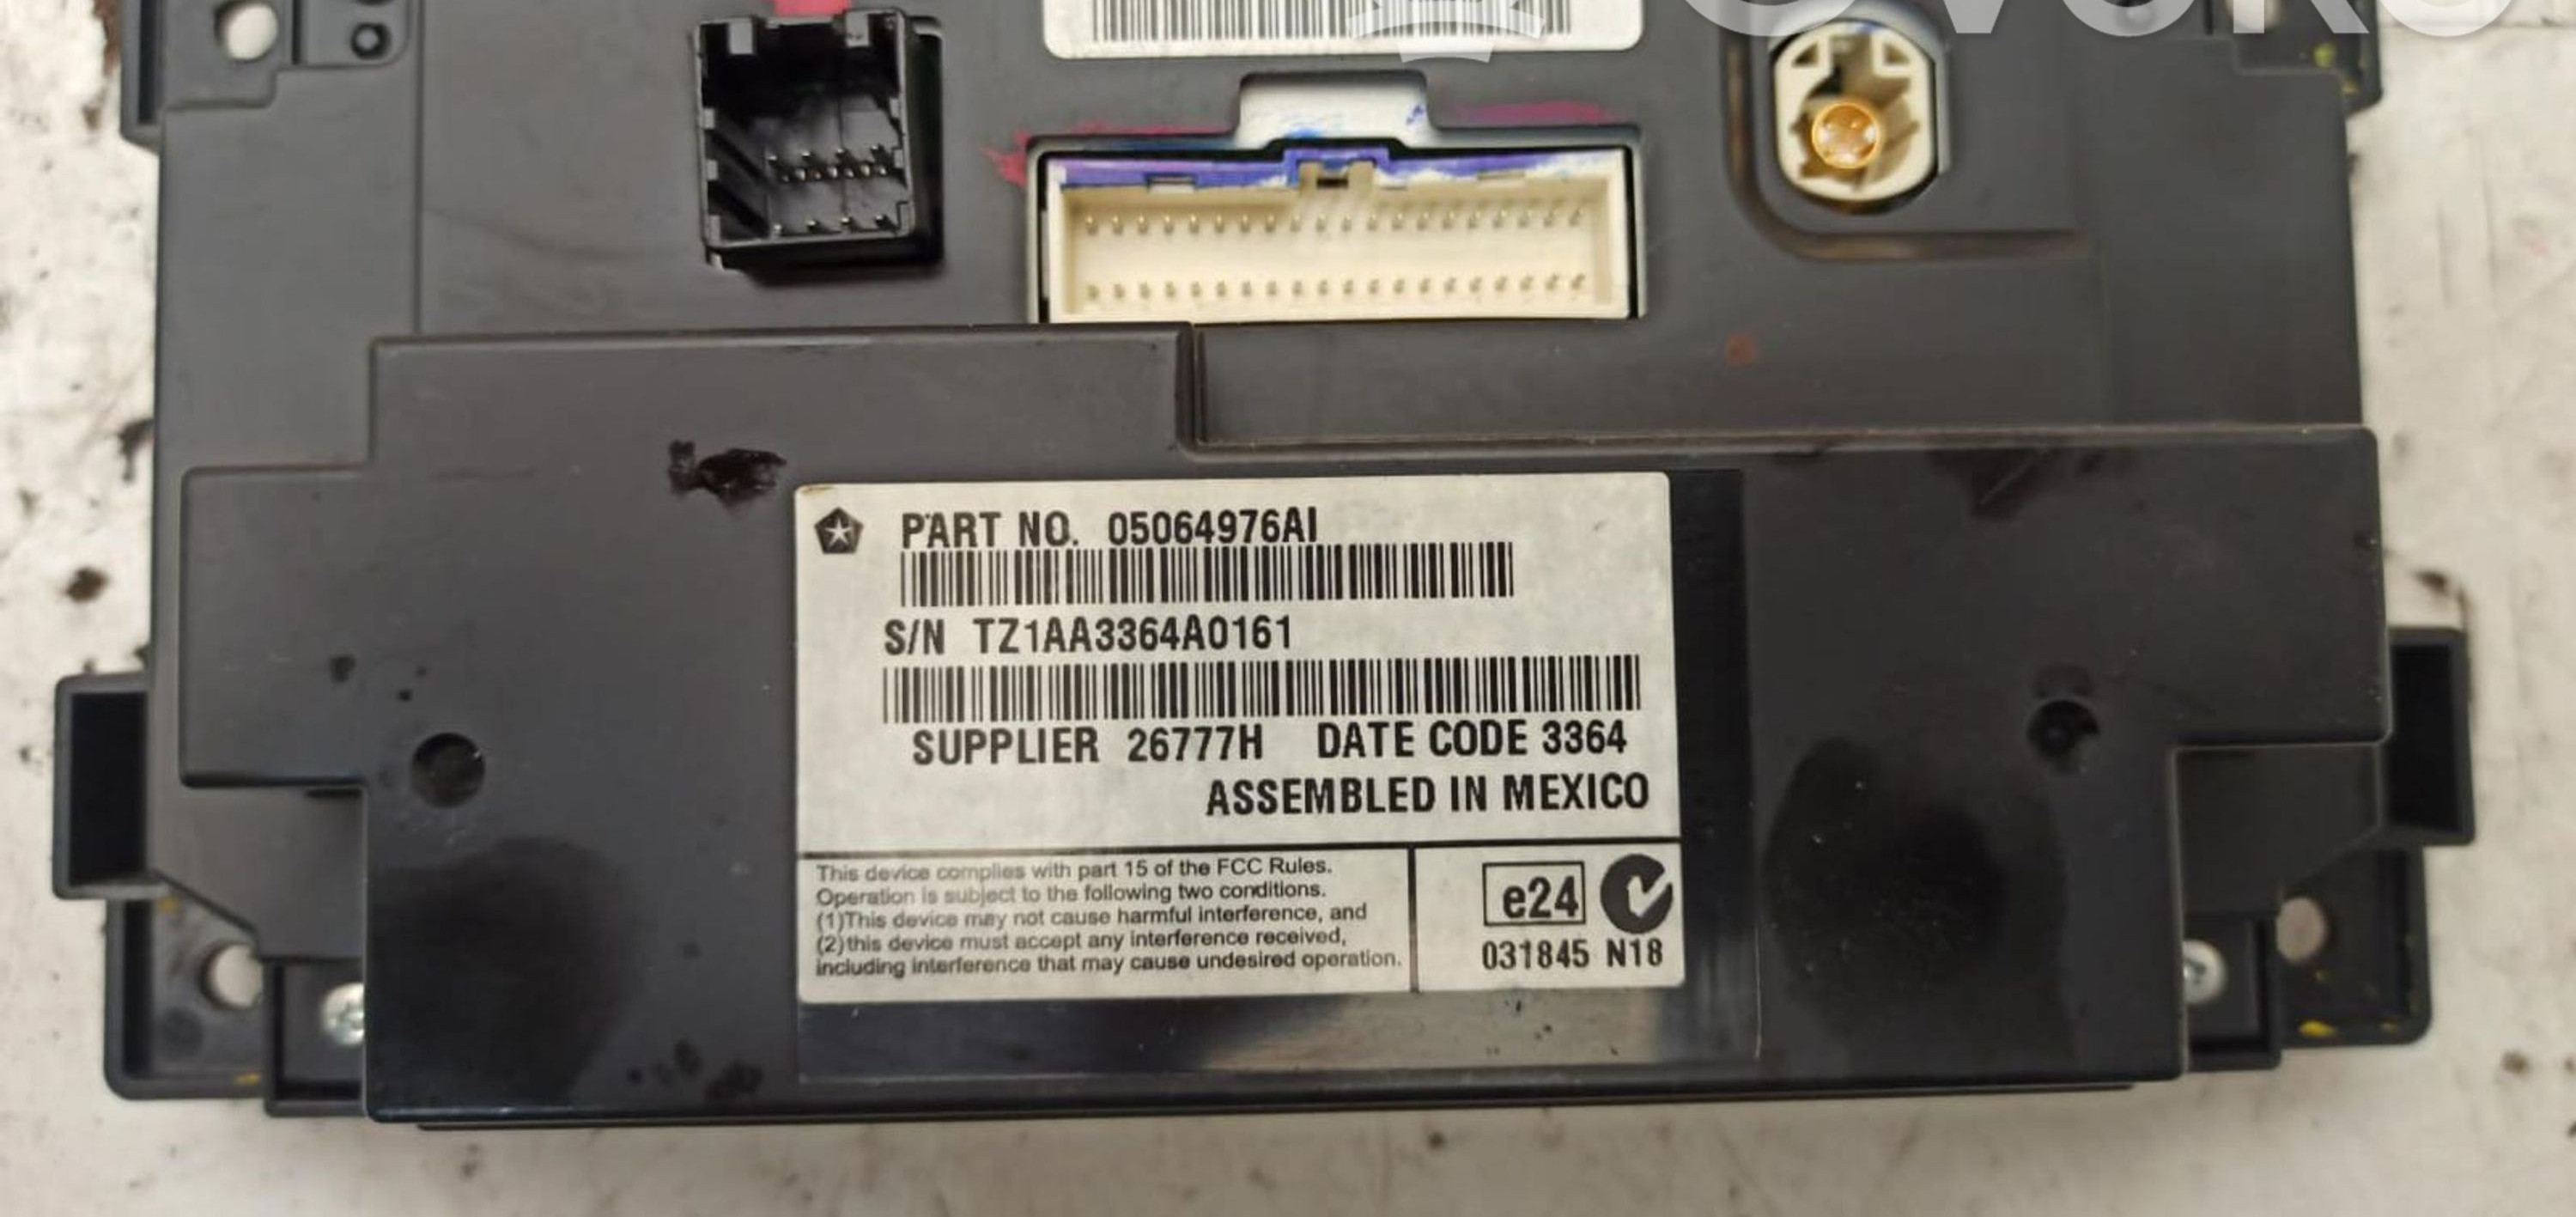 PART NO. 05064976AI
S/N TZ1AA3364A0161
SUPPLIER 26777H DATE CODE 3364
ASSEMBLED IN MEXICO
This device complies with part 15 of the FCC Rules.
Operation is subject to the following two conditions.
(1)This device may not cause harmful interference, and
(2)this device must accept any interference received,
including interference that may cause undesired operation.
e24
031845 N18